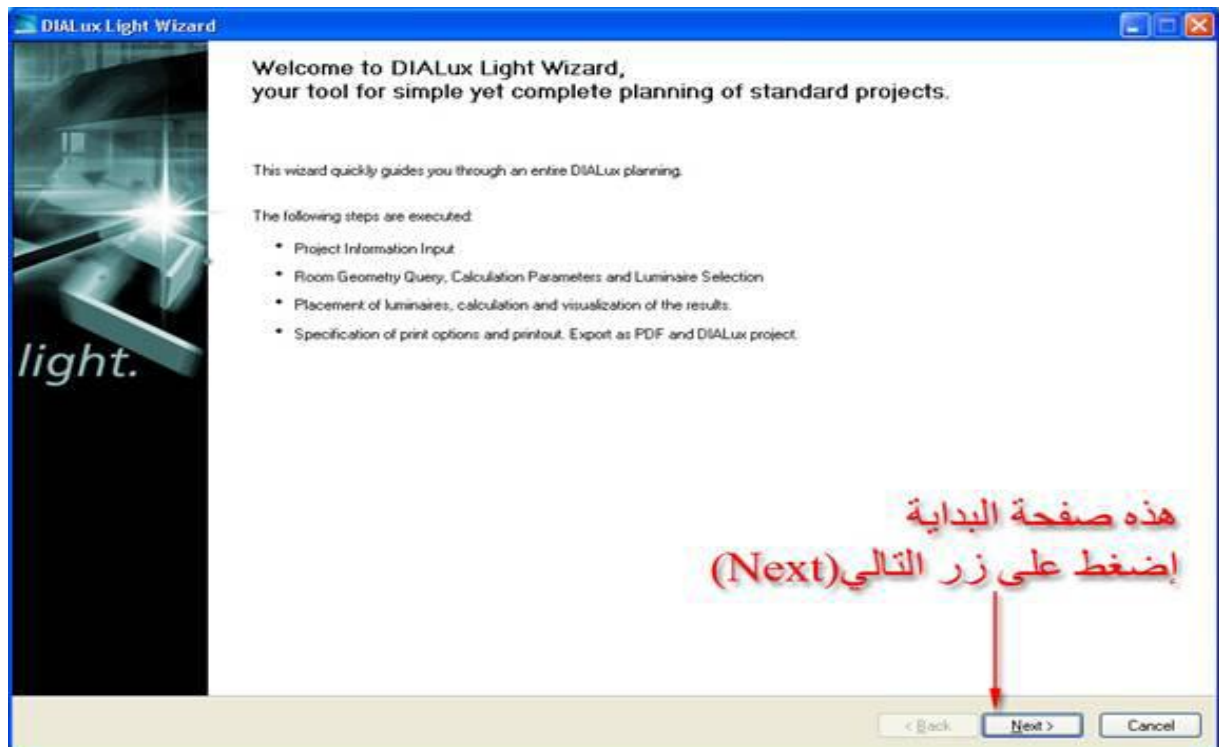 DIALux Light Wizard
Welcome to DIALux Light Wizard,
your tool for simple yet complete planning of standard projects.
This wizard quickly guides you through an entire DIALux planning.
The following steps are executed:
• Project Information Input
• Room Geometry Query, Calculation Parameters and Luminaire Selection
• Placement of luminaires, calculation and visualization of the results.
• Specification of print options and printout. Export as PDF and DIALux project.
light.
هذه صفحة البداية
إضغط على زر التالي(Next)
< Back
Next >
Cancel